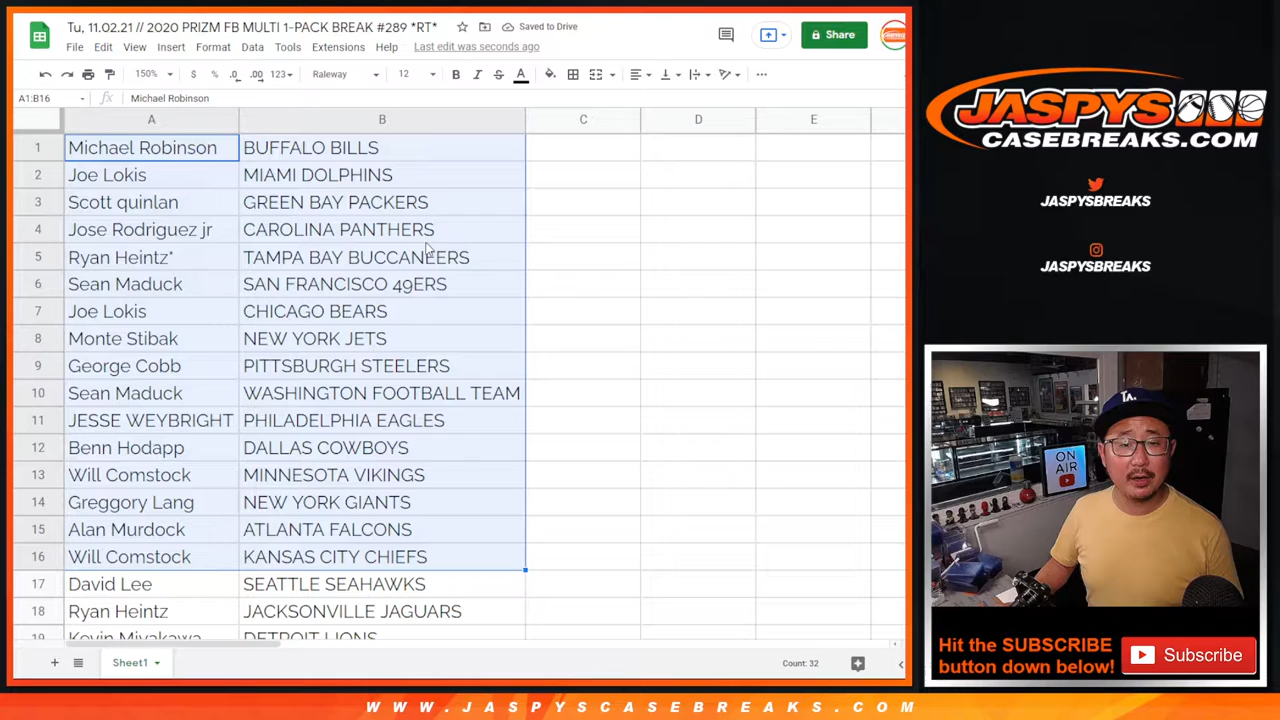 Tu, 11.02.21 // 2020 PRIZM FB MULTI 1-PACK BREAK #289 *RT*
Saved to Drive
Share
File Edit View Insert Format Data Tools Extensions Help Last edit was seconds ago
150% $ % .0 .00 123 Raleway 12 B I S A
A1:B16 fx Michael Robinson
A B C D E
1 Michael Robinson BUFFALO BILLS
2 Joe Lokis MIAMI DOLPHINS
3 Scott quinlan GREEN BAY PACKERS
4 Jose Rodriguez jr CAROLINA PANTHERS
5 Ryan Heintz* TAMPA BAY BUCCANEERS
6 Sean Maduck SAN FRANCISCO 49ERS
7 Joe Lokis CHICAGO BEARS
8 Monte Stibak NEW YORK JETS
9 George Cobb PITTSBURGH STEELERS
10 Sean Maduck WASHINGTON FOOTBALL TEAM
11 JESSE WEYBRIGHT PHILADELPHIA EAGLES
12 Benn Hodapp DALLAS COWBOYS
13 Will Comstock MINNESOTA VIKINGS
14 Greggory Lang NEW YORK GIANTS
15 Alan Murdock ATLANTA FALCONS
16 Will Comstock KANSAS CITY CHIEFS
17 David Lee SEATTLE SEAHAWKS
18 Ryan Heintz JACKSONVILLE JAGUARS
19 Kevin Miyakawa DETROIT LIONS
Sheet1
Count: 32
JASPYS
CASEBREAKS.COM
JASPYSBREAKS
JASPYSBREAKS
LA
ON
AIR
Hit the SUBSCRIBE
button down below!
Subscribe
WWW.JASPYSCASEBREAKS.COM